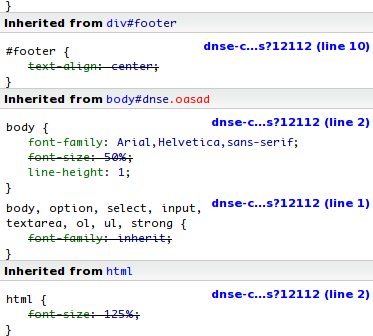 }
Inherited from div#footer
#footer { dnse-c...s?12112 (line 10)
text-align: center;
}
Inherited from body#dnse.oasad
body { dnse-c...s?12112 (line 2)
font-family: Arial,Helvetica,sans-serif;
font-size: 50%;
line-height: 1;
}
body, option, select, input, dnse-c...s?12112 (line 1)
textarea, ol, ul, strong {
font-family: inherit;
}
Inherited from html
html { dnse-c...s?12112 (line 2)
font-size: 125%;
}